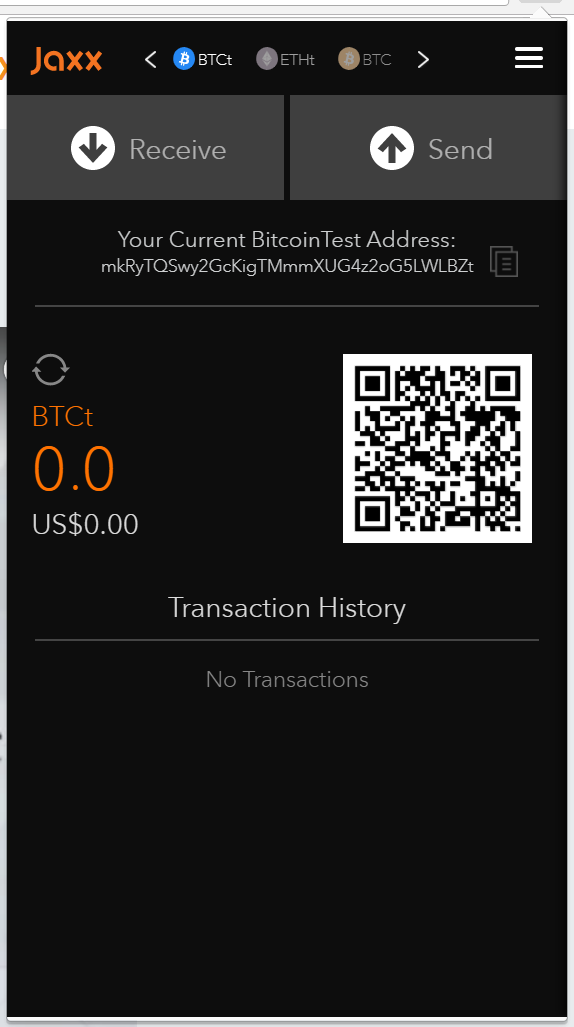 Jaxx
BTCt ETHt BTC
Receive Send
Your Current BitcoinTest Address:
mkRyTQSwy2GcKigTMmmXUG4z2oG5LWLBZt
BTCt
0.0
US$0.00
Transaction History
No Transactions